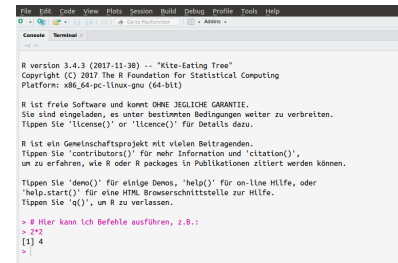 File Edit Code View Plots Session Build Debug Profile Tools Help
Go to file/function Addins
Console Terminal ×
~/
R version 3.4.3 (2017-11-30) -- "Kite-Eating Tree"
Copyright (C) 2017 The R Foundation for Statistical Computing
Platform: x86_64-pc-linux-gnu (64-bit)
R ist freie Software und kommt OHNE JEGLICHE GARANTIE.
Sie sind eingeladen, es unter bestimmten Bedingungen weiter zu verbreiten.
Tippen Sie 'license()' or 'licence()' für Details dazu.
R ist ein Gemeinschaftsprojekt mit vielen Beitragenden.
Tippen Sie 'contributors()' für mehr Information und 'citation()',
um zu erfahren, wie R oder R packages in Publikationen zitiert werden können.
Tippen Sie 'demo()' für einige Demos, 'help()' für on-line Hilfe, oder
'help.start()' für eine HTML Browserschnittstelle zur Hilfe.
Tippen Sie 'q()', um R zu verlassen.
> # Hier kann ich Befehle ausführen, z.B.:
> 2*2
[1] 4
>